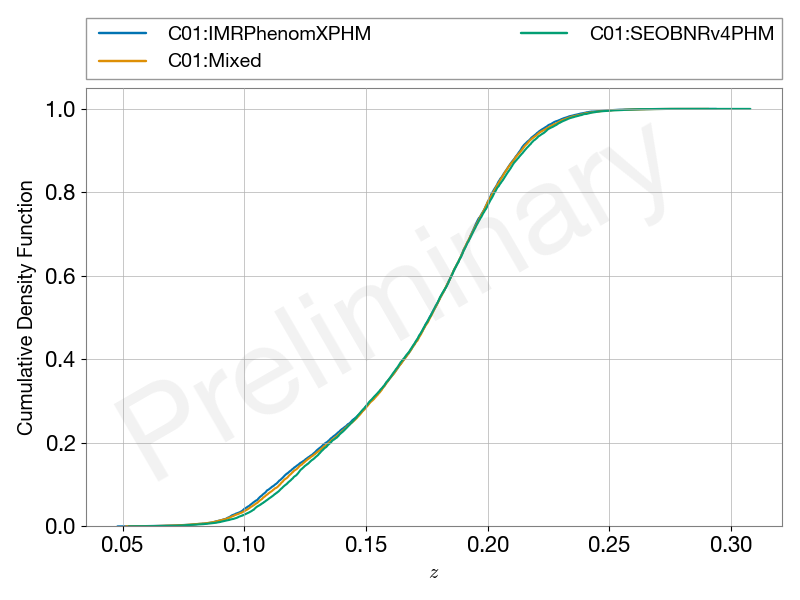 C01:IMRPhenomXPHM
C01:Mixed
C01:SEOBNRv4PHM
Cumulative Density Function
1.0
0.8
0.6
0.4
0.2
0.0
Preliminary
0.05 0.10 0.15 0.20 0.25 0.30
z